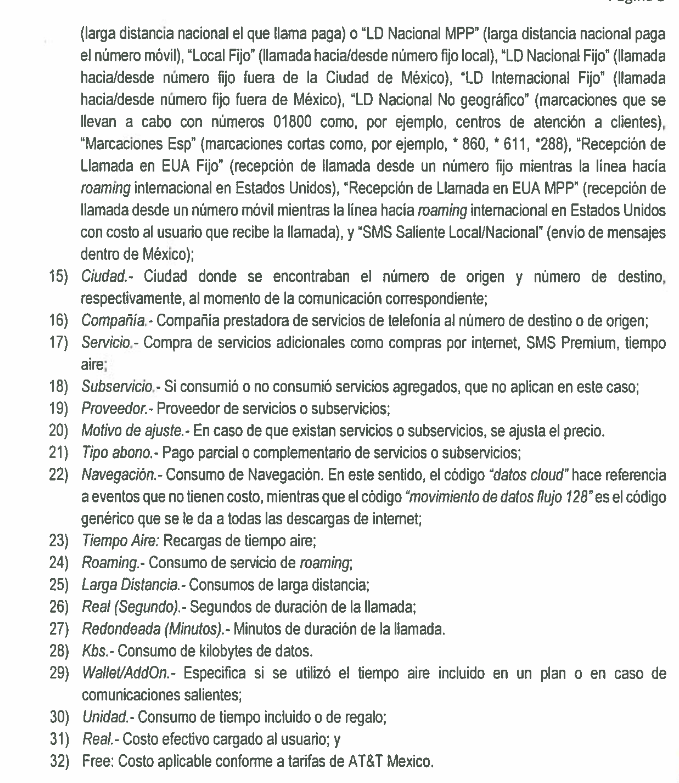 (larga distancia nacional el que llama paga) o “LD Nacional MPP” (larga distancia nacional paga
el número móvil), “Local Fijo” (llamada hacia/desde número fijo local), “LD Nacional Fijo” (llamada
hacia/desde número fijo fuera de la Ciudad de México), “LD Internacional Fijo” (llamada
hacia/desde número fijo fuera de México), “LD Nacional No geográfico” (marcaciones que se
llevan a cabo con números 01800 como, por ejemplo, centros de atención a clientes),
“Marcaciones Esp” (marcaciones cortas como, por ejemplo, * 860, * 611, *288), “Recepción de
Llamada en EUA Fijo” (recepción de llamada desde un número fijo mientras la línea hacía
roaming internacional en Estados Unidos), “Recepción de Llamada en EUA MPP” (recepción de
llamada desde un número móvil mientras la línea hacía roaming internacional en Estados Unidos
con costo al usuario que recibe la llamada), y “SMS Saliente Local/Nacional” (envío de mensajes
dentro de México);
15) Ciudad.- Ciudad donde se encontraban el número de origen y número de destino,
respectivamente, al momento de la comunicación correspondiente;
16) Compañía.- Compañía prestadora de servicios de telefonía al número de destino o de origen;
17) Servicio.- Compra de servicios adicionales como compras por internet, SMS Premium, tiempo
aire;
18) Subservicio.- Si consumió o no consumió servicios agregados, que no aplican en este caso;
19) Proveedor.- Proveedor de servicios o subservicios;
20) Motivo de ajuste.- En caso de que existan servicios o subservicios, se ajusta el precio.
21) Tipo abono.- Pago parcial o complementario de servicios o subservicios;
22) Navegación.- Consumo de Navegación. En este sentido, el código “datos cloud” hace referencia
a eventos que no tienen costo, mientras que el código “movimiento de datos flujo 128” es el código
genérico que se le da a todas las descargas de internet;
23) Tiempo Aire: Recargas de tiempo aire;
24) Roaming.- Consumo de servicio de roaming;
25) Larga Distancia.- Consumos de larga distancia;
26) Real (Segundo).- Segundos de duración de la llamada;
27) Redondeada (Minutos).- Minutos de duración de la llamada.
28) Kbs.- Consumo de kilobytes de datos.
29) Wallet/AddOn.- Especifica si se utilizó el tiempo aire incluido en un plan o en caso de
comunicaciones salientes;
30) Unidad.- Consumo de tiempo incluido o de regalo;
31) Real.- Costo efectivo cargado al usuario; y
32) Free: Costo aplicable conforme a tarifas de AT&T Mexico.